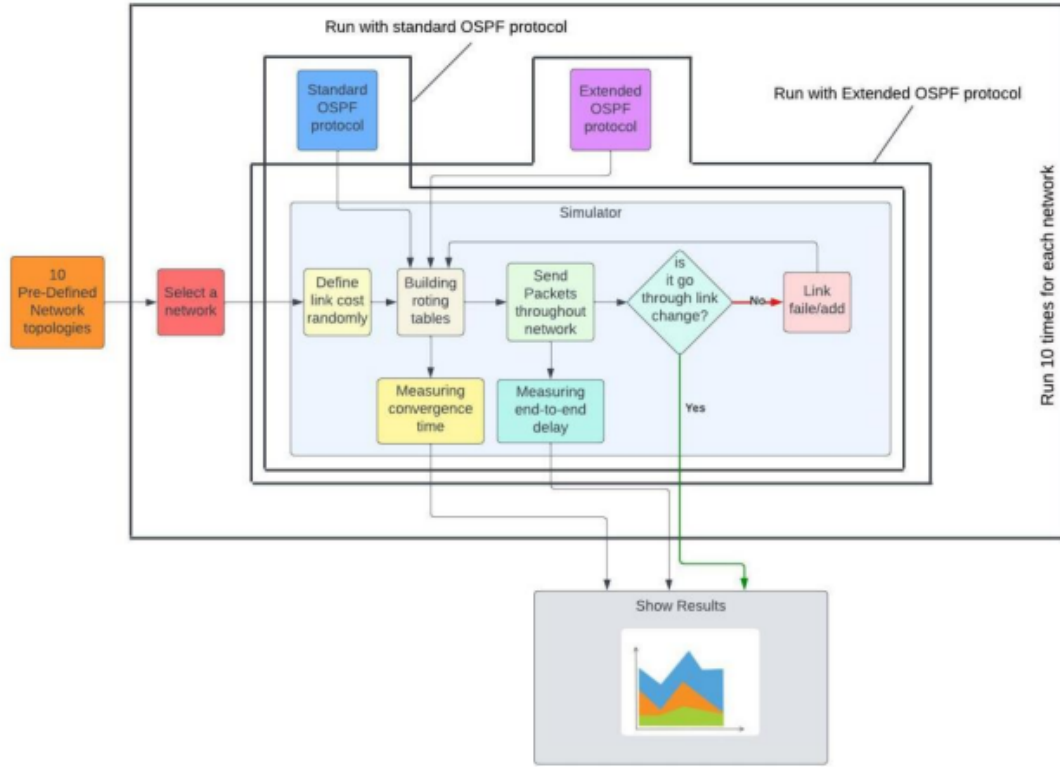 Run with standard OSPF protocol
Standard
OSPF
protocol
Extended
OSPF
protocol
Run with Extended OSPF protocol
Run 10 times for each network
Simulator
10
Pre-Defined
Network
topologies
Select a
network
Define
link cost
randomly
Building
roting
tables
Send
Packets
throughout
network
is
it go
through link
change?
No
Link
faile/add
Measuring
convergence
time
Measuring
end-to-end
delay
Yes
Show Results